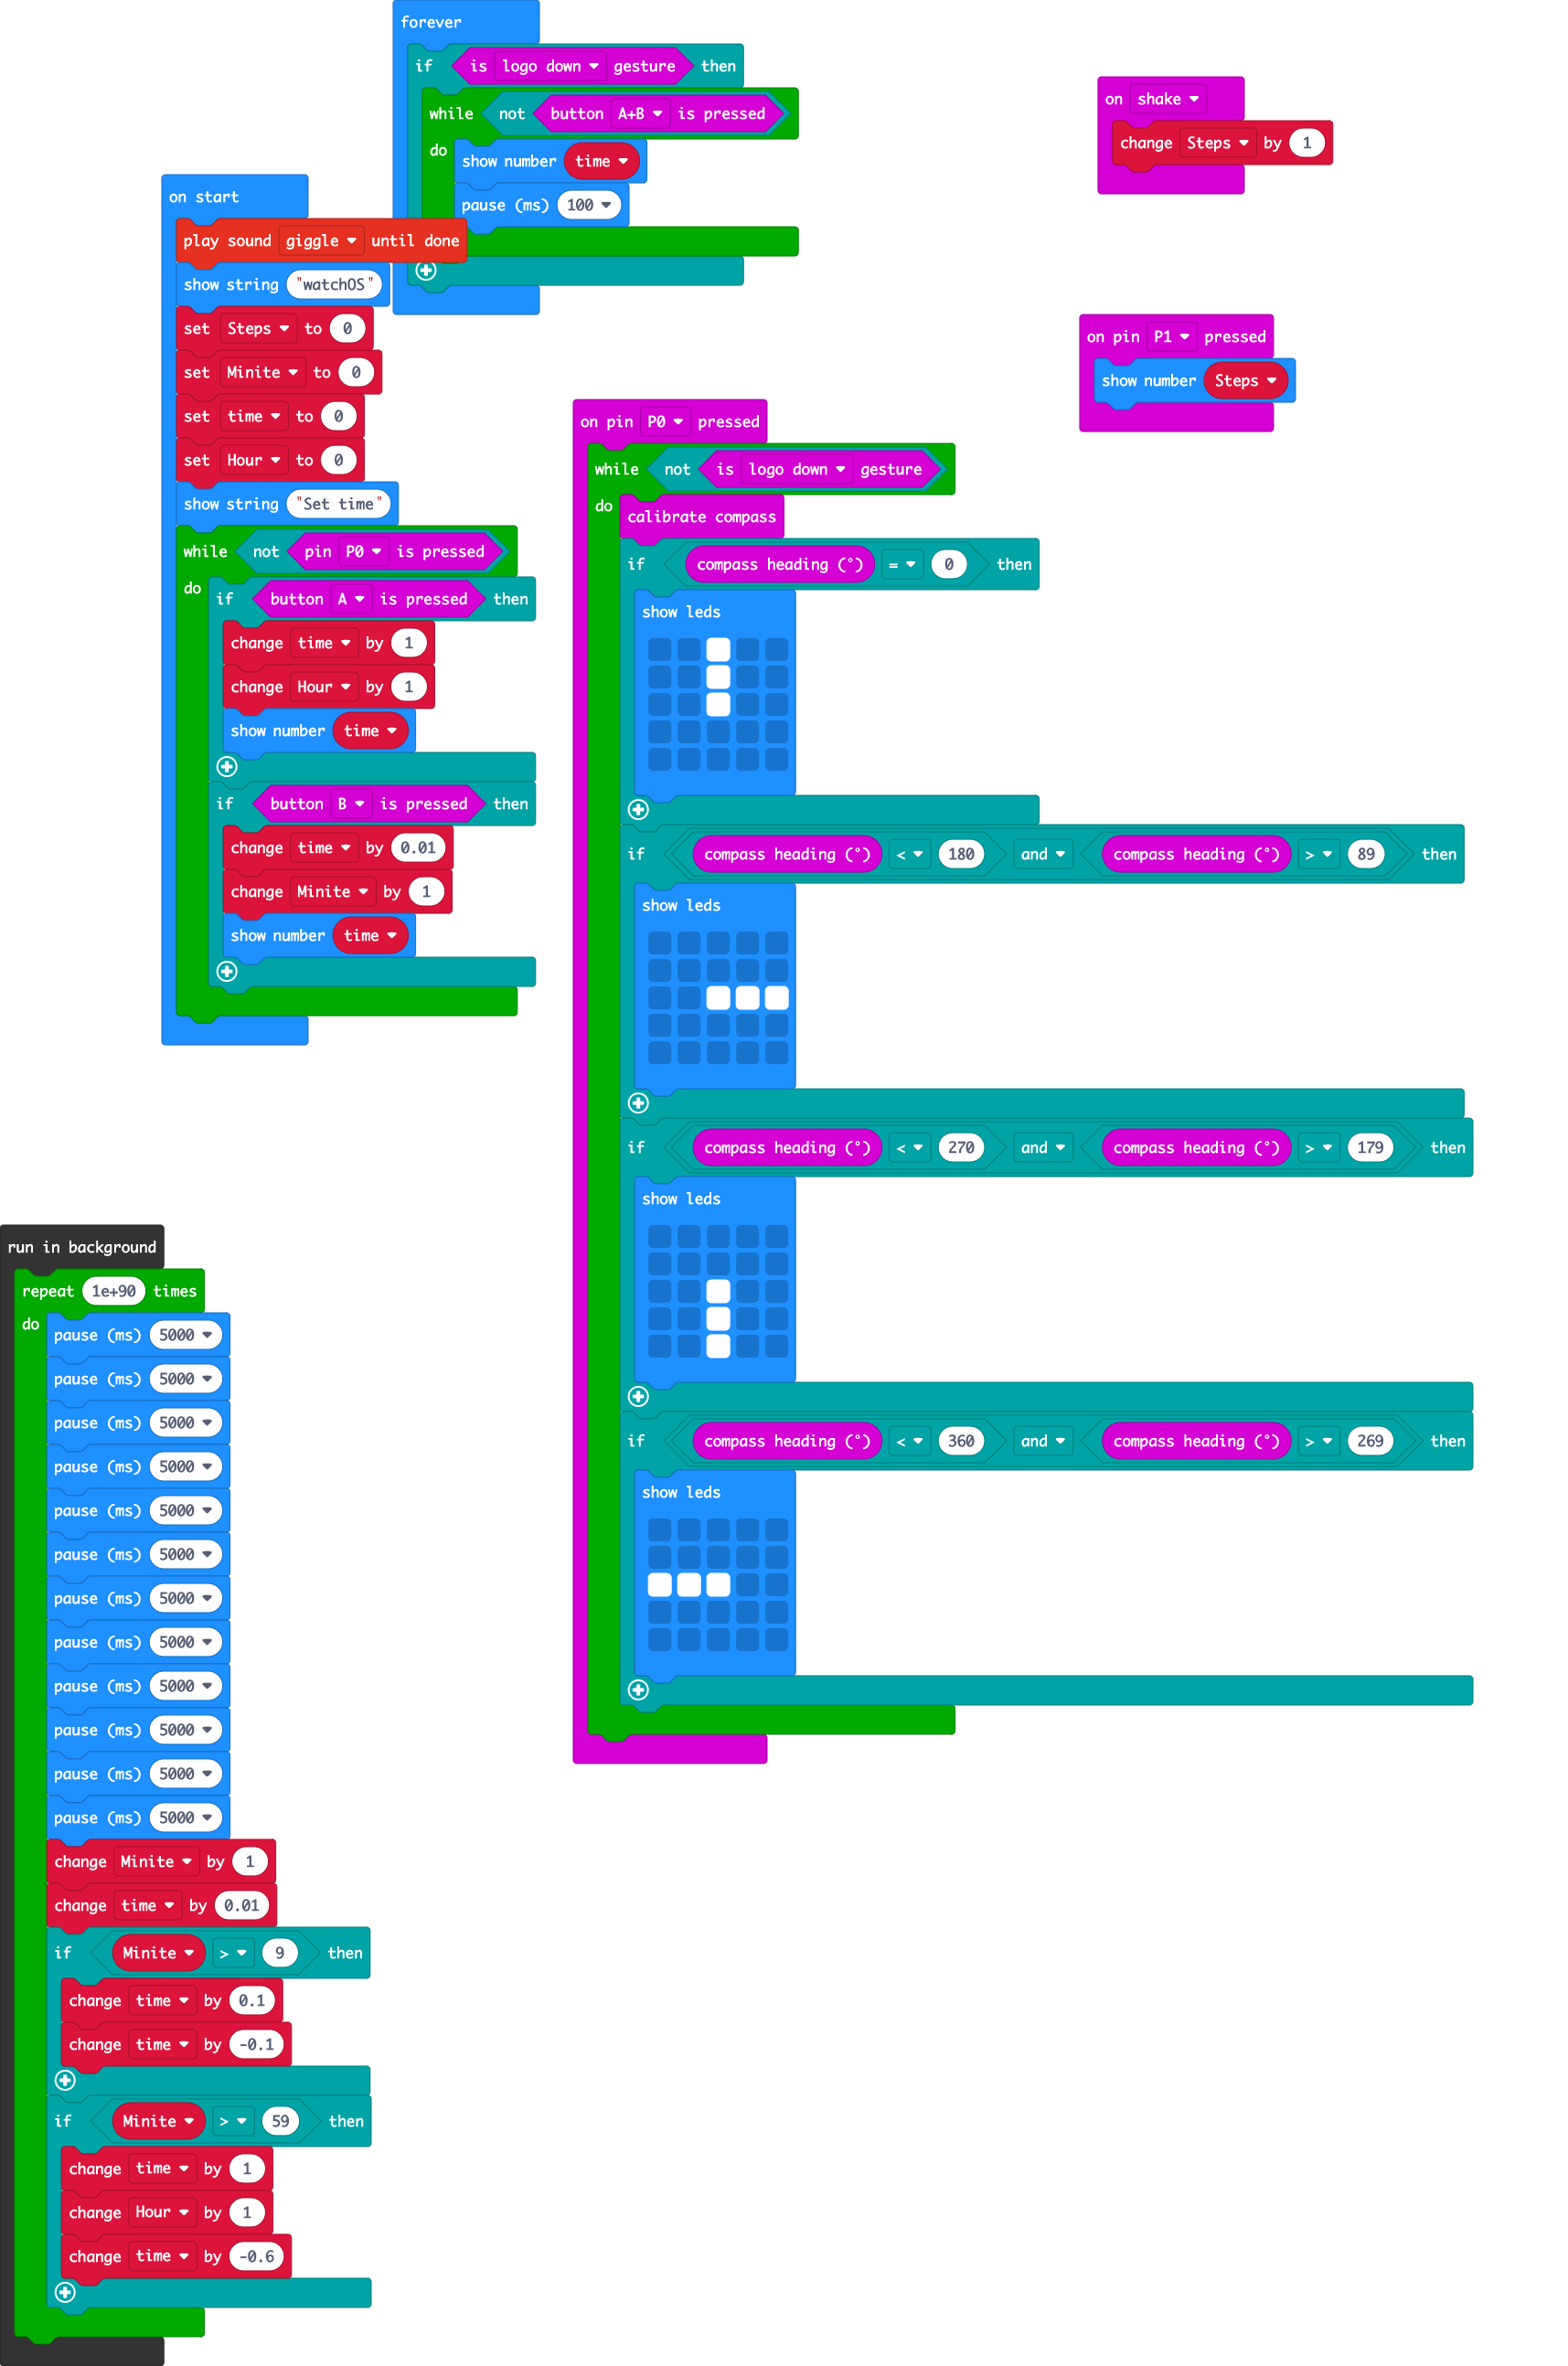 forever
if is logo down gesture then
while not button A+B is pressed
do show number time
pause (ms) 100
on start
play sound giggle until done
show string "watchOS"
set Steps to 0
set Minite to 0
set time to 0
set Hour to 0
show string "Set time"
while not pin P0 is pressed
do if button A is pressed then
change time by 1
change Hour by 1
show number time
if button B is pressed then
change time by 0.01
change Minite by 1
show number time
on shake
change Steps by 1
on pin P1 pressed
show number Steps
on pin P0 pressed
while not is logo down gesture
do calibrate compass
if compass heading (°) = 0 then
show leds
if compass heading (°) < 180 and compass heading (°) > 89 then
show leds
if compass heading (°) < 270 and compass heading (°) > 179 then
show leds
if compass heading (°) < 360 and compass heading (°) > 269 then
show leds
run in background
repeat 1e+90 times
do pause (ms) 5000
pause (ms) 5000
pause (ms) 5000
pause (ms) 5000
pause (ms) 5000
pause (ms) 5000
pause (ms) 5000
pause (ms) 5000
pause (ms) 5000
pause (ms) 5000
pause (ms) 5000
pause (ms) 5000
change Minite by 1
change time by 0.01
if Minite > 9 then
change time by 0.1
change time by -0.1
if Minite > 59 then
change time by 1
change Hour by 1
change time by -0.6